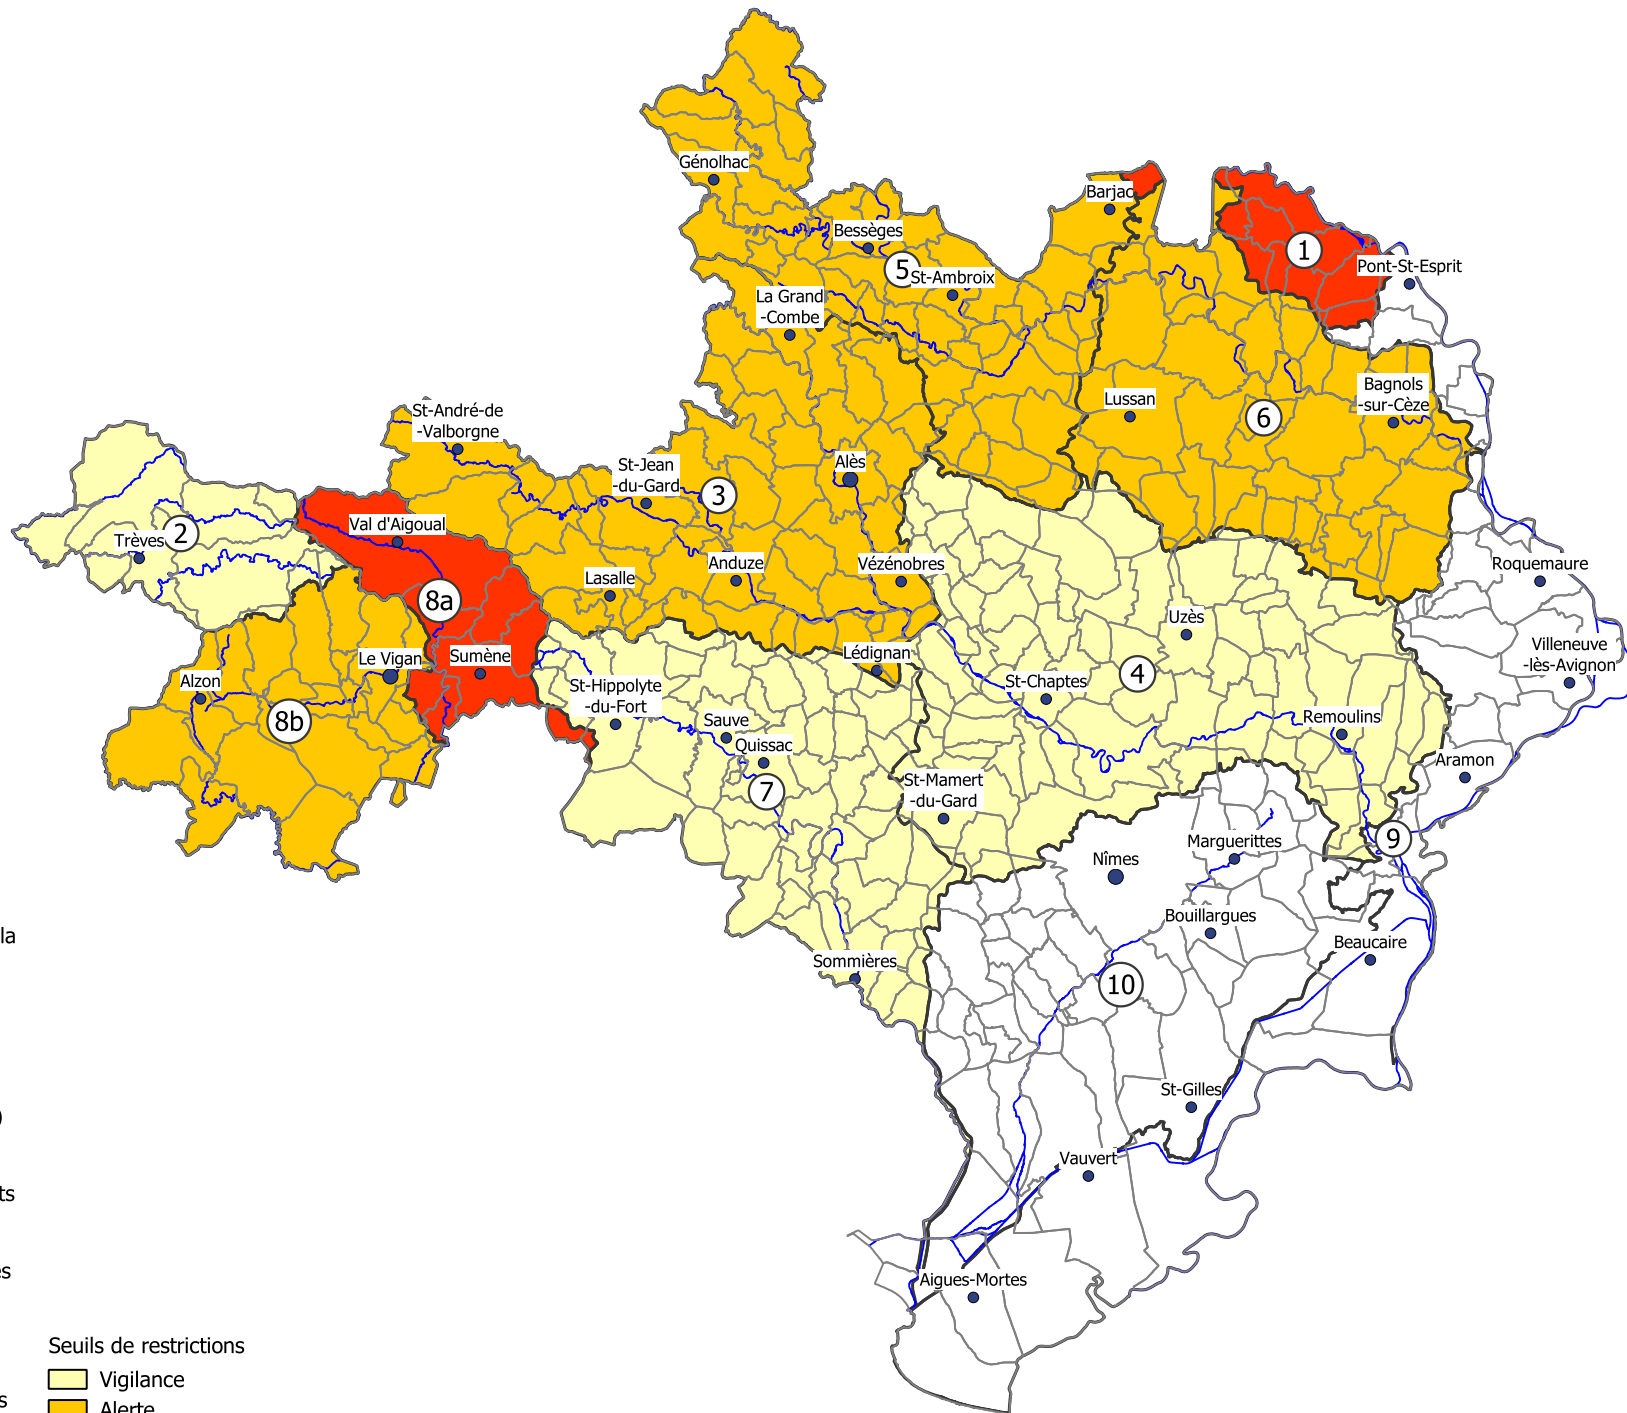 Génolhac
Barjac
Bessèges
1
5
St-Ambroix
Pont-St-Esprit
La Grand
-Combe
Lussan
Bagnols
-sur-Cèze
6
St-André-de
-Valborgne
St-Jean
-du-Gard
3
Alès
Val d'Aigoual
2
Trèves
Lasalle
Anduze
Vézénobres
Roquemaure
8a
Uzès
Villeneuve
-lès-Avignon
Le Vigan
Sumène
Lédignan
Alzon
St-Hippolyte
-du-Fort
St-Chaptes
4
8b
Sauve
Remoulins
Quissac
Aramon
7
St-Mamert
-du-Gard
9
Nîmes
Marguerittes
Bouillargues
la
Beaucaire
Sommières
10
St-Gilles
)
Vauvert
ts
es
Aigues-Mortes
Seuils de restrictions
Vigilance
s
Alerte